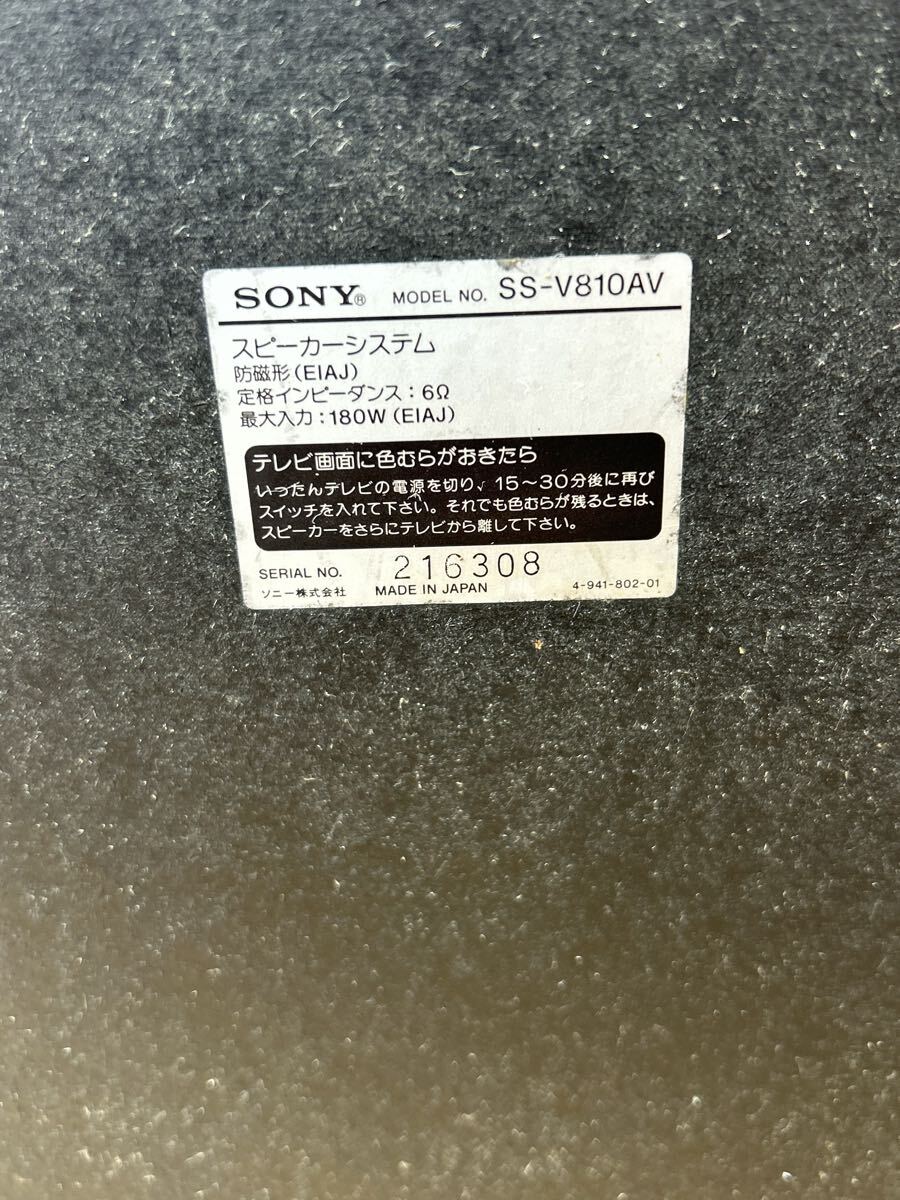 SONY® MODEL NO. SS-V810AV
スピーカーシステム
防磁形(EIAJ)
定格インピーダンス:6Ω
最大入力:180W(EIAJ)
テレビ画面に色むらがおきたら
いったんテレビの電源を切り、15〜30分後に再び
スイッチを入れて下さい。それでも色むらが残るときは、
スピーカーをさらにテレビから離して下さい。
SERIAL NO. 216308
ソニー株式会社 MADE IN JAPAN 4-941-802-01